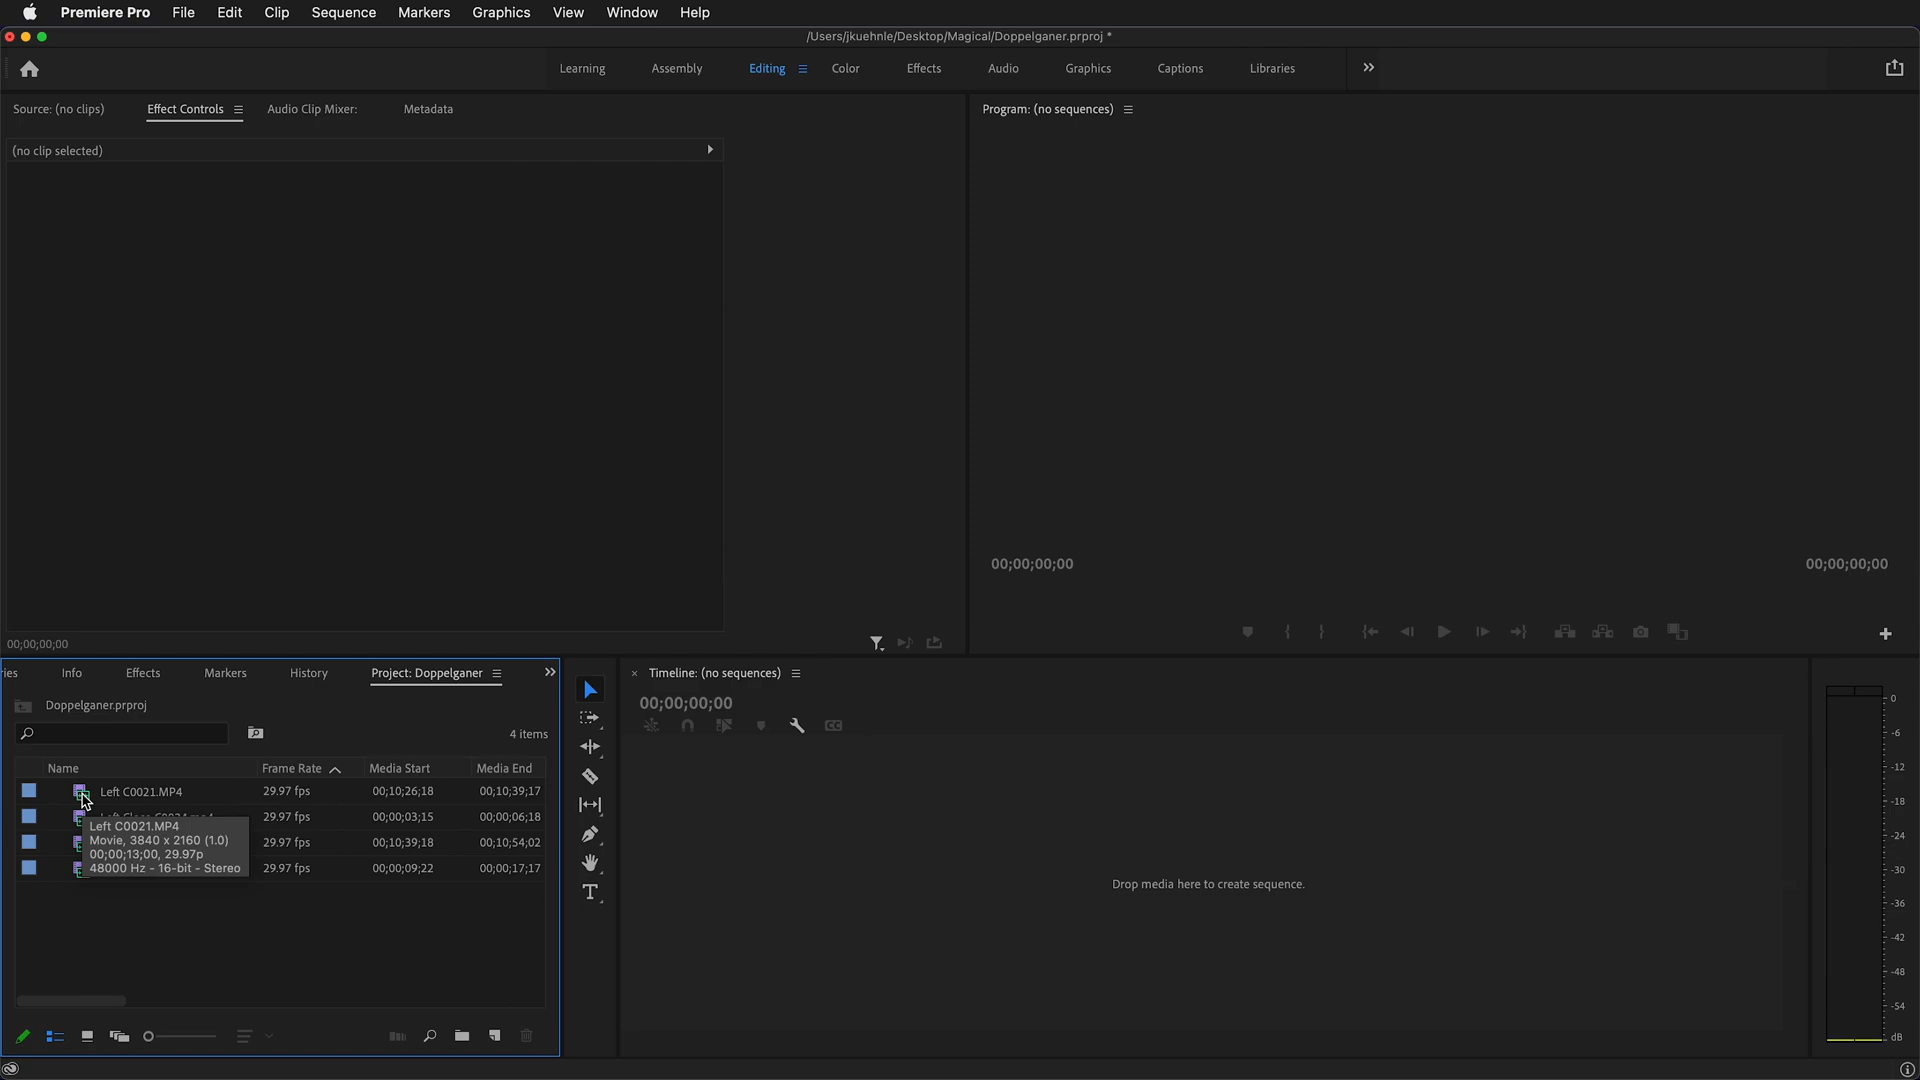 Premiere Pro File Edit Clip Sequence Markers Graphics View Window Help
/Users/jkuehnle/Desktop/Magical/Doppelganer.prproj *
Learning Assembly Editing Color Effects Audio Graphics Captions Libraries
Source: (no clips) Effect Controls Audio Clip Mixer: Metadata
(no clip selected)
00;00;00;00
Program: (no sequences)
00;00;00;00 00;00;00;00
ies Info Effects Markers History Project: Doppelganer
Doppelganer.prproj
4 items
Name Frame Rate Media Start Media End
Left C0021.MP4 29.97 fps 00;10;26;18 00;10;39;17
29.97 fps 00;00;03;15 00;00;06;18
29.97 fps 00;10;39;18 00;10;54;02
29.97 fps 00;00;09;22 00;00;17;17
Left C0021.MP4
Movie, 3840 x 2160 (1.0)
00;00;13;00, 29.97p
48000 Hz - 16-bit - Stereo
Timeline: (no sequences)
00;00;00;00
CC
Drop media here to create sequence.
0
-6
-12
-18
-24
-30
-36
-42
-48
-54
dB